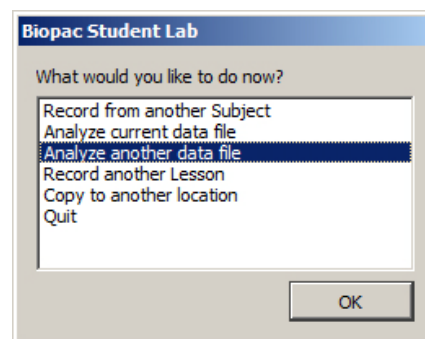 Biopac Student Lab
What would you like to do now?
Record from another Subject
Analyze current data file
Analyze another data file
Record another Lesson
Copy to another location
Quit
OK